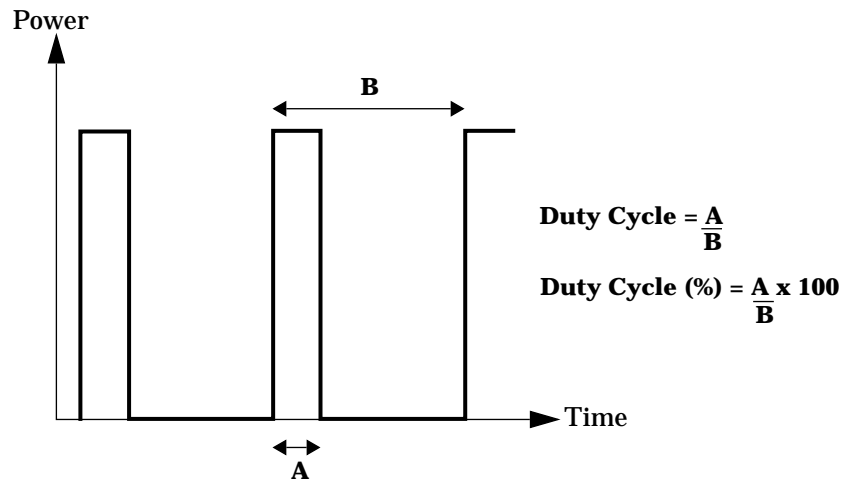 Power
B
Duty Cycle = A
B
Duty Cycle (%) = A x 100
B
Time
A